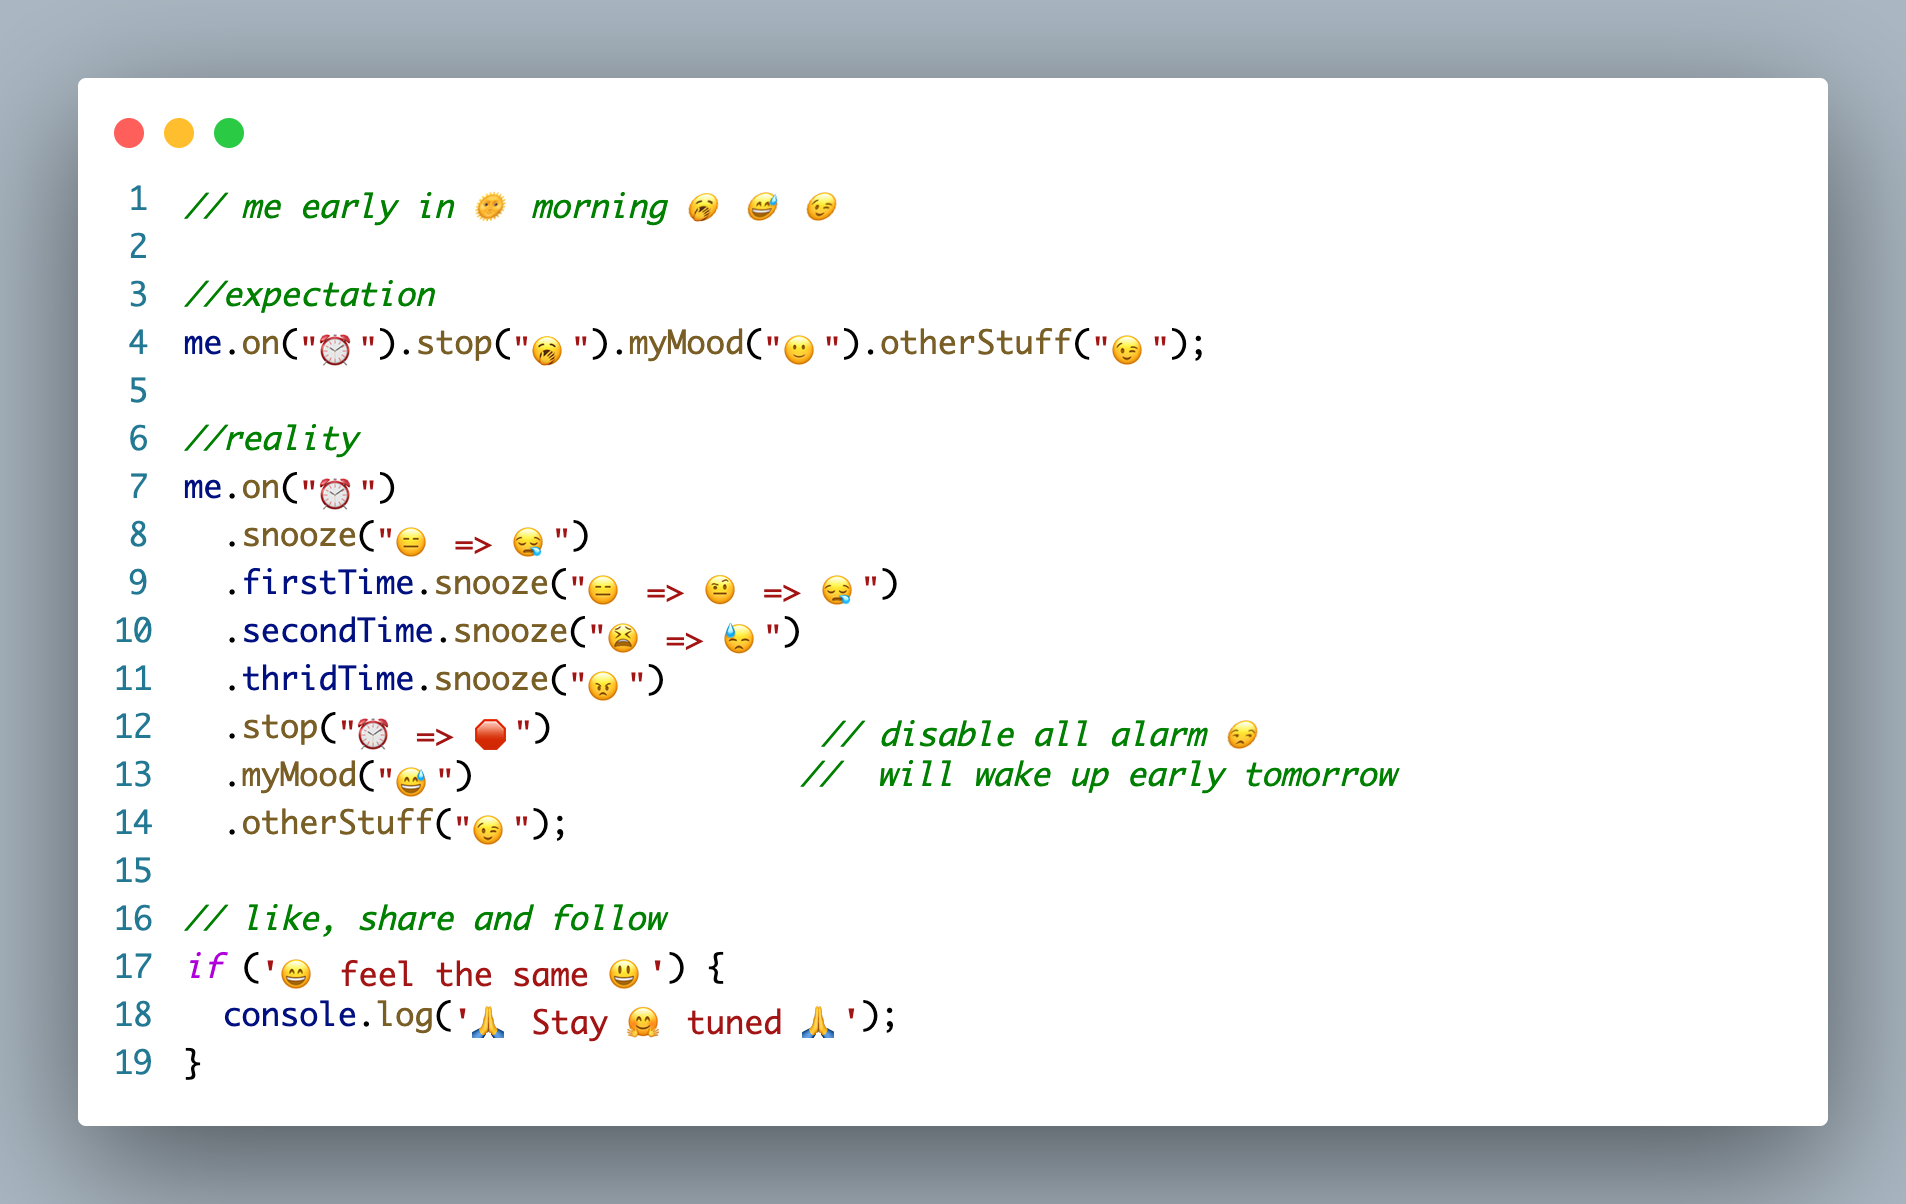 1 // me early in 🌞 morning 🥱 😅 😉
2
3 //expectation
4 me.on("⏰").stop("🥱").myMood("🙂").otherStuff("😉");
5
6 //reality
7 me.on("⏰")
8   .snooze("😑 => 😪")
9   .firstTime.snooze("😑 => 🤨 => 😪")
10   .secondTime.snooze("😫 => 😓")
11   .thridTime.snooze("😠")
12   .stop("⏰ => 🛑")              // disable all alarm 😒
13   .myMood("😅")                 //  will wake up early tomorrow
14   .otherStuff("😉");
15
16 // like, share and follow
17 if ('😄 feel the same 😃') {
18   console.log('🙏 Stay 🤗 tuned 🙏');
19 }